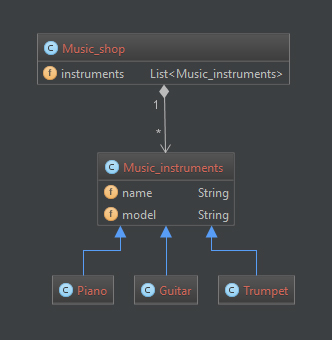 C Music_shop
f instruments List<Music_instruments>
1
*
C Music_instruments
f name String
f model String
C Piano
C Guitar
C Trumpet